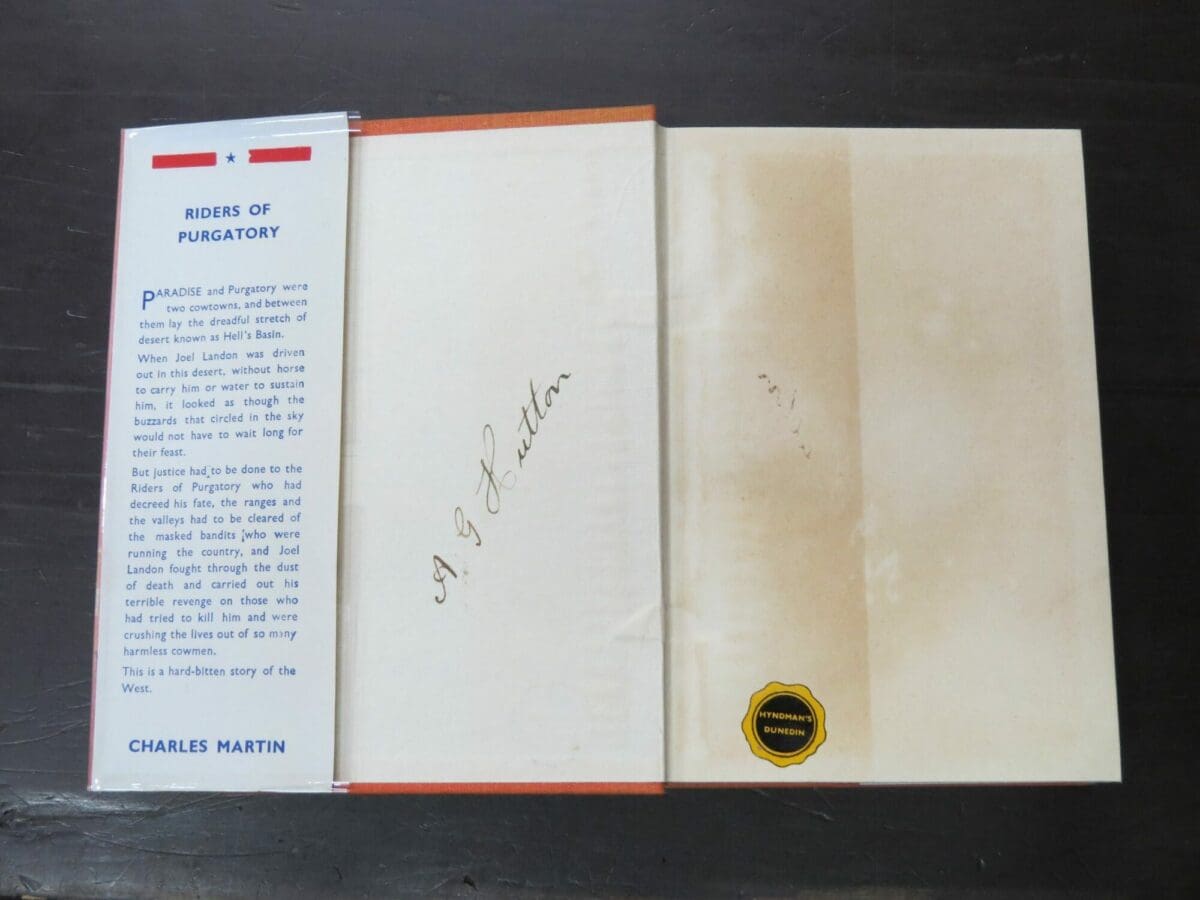 RIDERS OF
PURGATORY
PARADISE and Purgatory were
two cowtowns, and between
them lay the dreadful stretch of
desert known as Hell's Basin.
When Joel Landon was driven
out in this desert, without horse
to carry him or water to sustain
him, it looked as though the
buzzards that circled in the sky
would not have to wait long for
their feast.
But justice had to be done to the
Riders of Purgatory who had
decreed his fate, the ranges and
the valleys had to be cleared of
the masked bandits who were
running the country, and Joel
Landon fought through the dust
of death and carried out his
terrible revenge on those who
had tried to kill him and were
crushing the lives out of so many
harmless cowmen.
This is a hard-bitten story of the
West.
CHARLES MARTIN
A G Hutton
HYNDMAN'S
DUNEDIN